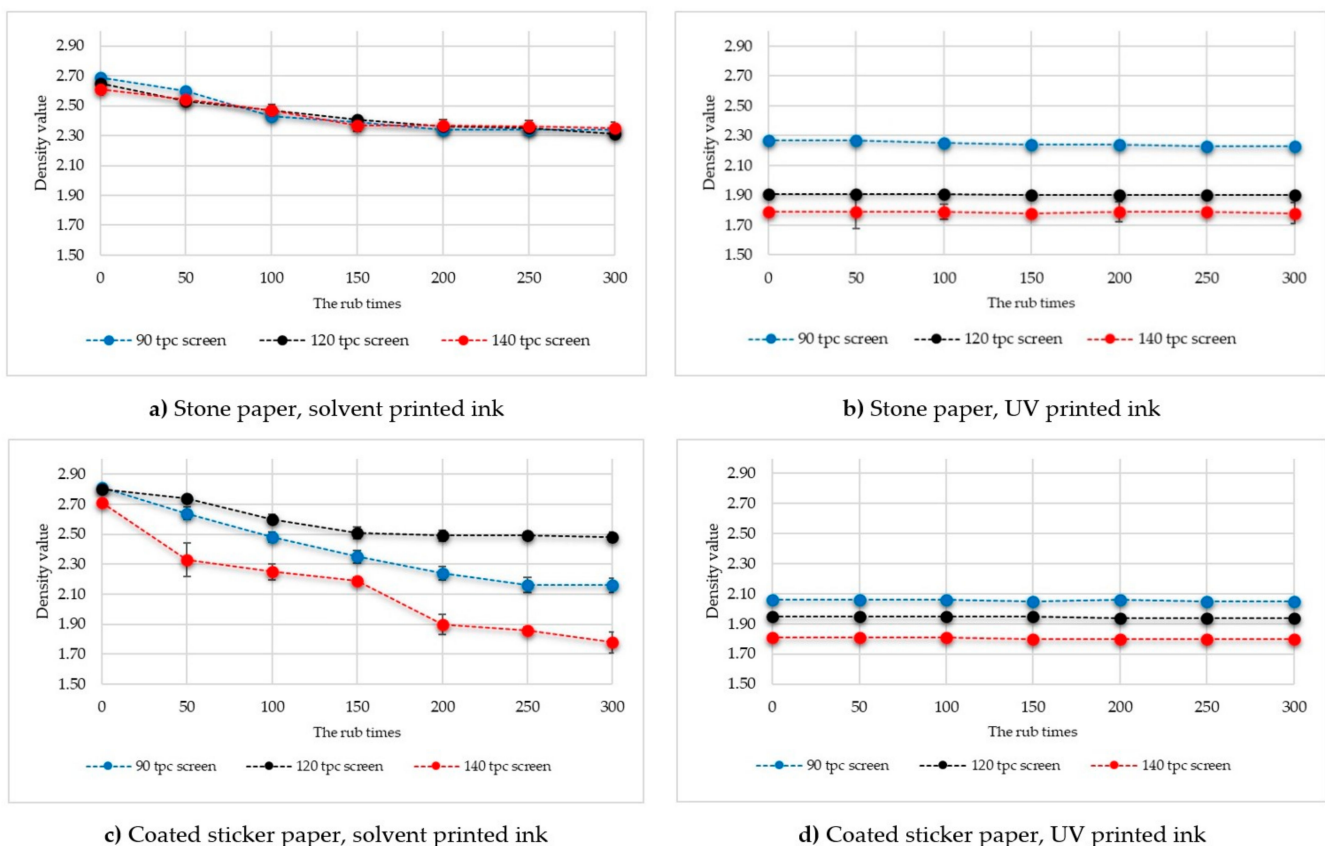 2.90
2.70
2.50
2.30
2.10
1.90
1.70
1.50
Density value
0 50 100 150 200 250 300
The rub times
90 tpc screen 120 tpc screen 140 tpc screen
a) Stone paper, solvent printed ink
2.90
2.70
2.50
2.30
2.10
1.90
1.70
1.50
Density value
0 50 100 150 200 250 300
The rub times
90 tpc screen 120 tpc screen 140 tpc screen
b) Stone paper, UV printed ink
2.90
2.70
2.50
2.30
2.10
1.90
1.70
1.50
Density value
0 50 100 150 200 250 300
The rub times
90 tpc screen 120 tpc screen 140 tpc screen
c) Coated sticker paper, solvent printed ink
2.90
2.70
2.50
2.30
2.10
1.90
1.70
1.50
Density value
0 50 100 150 200 250 300
The rub times
90 tpc screen 120 tpc screen 140 tpc screen
d) Coated sticker paper, UV printed ink